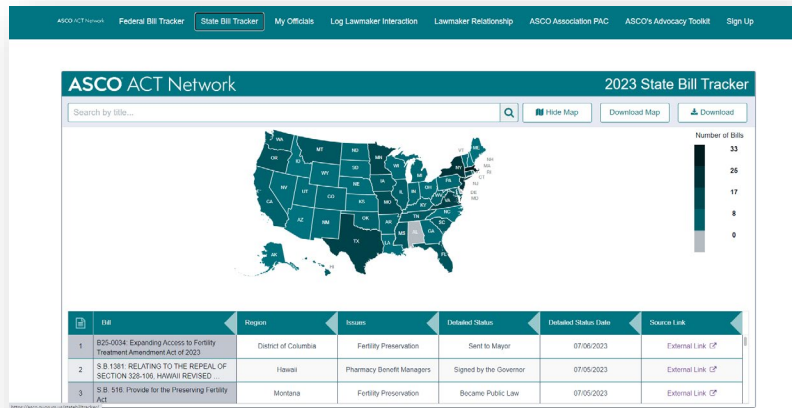 ASCO ACT Network Federal Bill Tracker State Bill Tracker My Officials Log Lawmaker Interaction Lawmaker Relationship ASCO Association PAC ASCO's Advocacy Toolkit Sign Up
ASCO ACT Network 2023 State Bill Tracker
Search by title... Hide Map Download Map Download
Number of Bills
33
25
17
8
0
WA MT ND MN VT ME NH
OR ID WY SD WI MI NY MA RI CT
NV UT CO NE IA IL IN OH PA NJ DE MD
CA KS MO KY WV VA
AZ NM OK AR TN NC SC
TX LA MS AL GA
AK HI FL
Bill Region Issues Detailed Status Detailed Status Date Source Link
1 B25-0034: Expanding Access to Fertility Treatment Amendment Act of 2023 District of Columbia Fertility Preservation Sent to Mayor 07/06/2023 External Link
2 S.B.1381: RELATING TO THE REPEAL OF SECTION 328-106, HAWAII REVISED ... Hawaii Pharmacy Benefit Managers Signed by the Governor 07/05/2023 External Link
3 S.B. 516: Provide for the Preserving Fertility Act Montana Fertility Preservation Became Public Law 07/05/2023 External Link